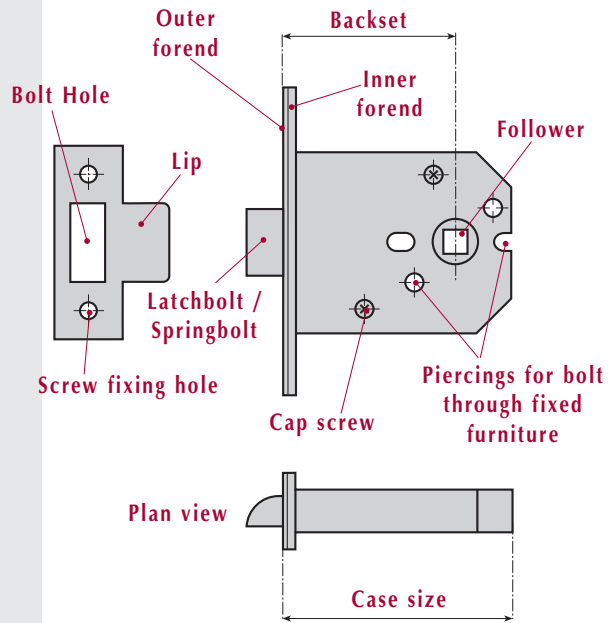 Outer
forend
Backset
Inner
forend
Bolt Hole
Lip
Follower
Latchbolt /
Springbolt
Screw fixing hole
Cap screw
Piercings for bolt
through fixed
furniture
Plan view
Case size